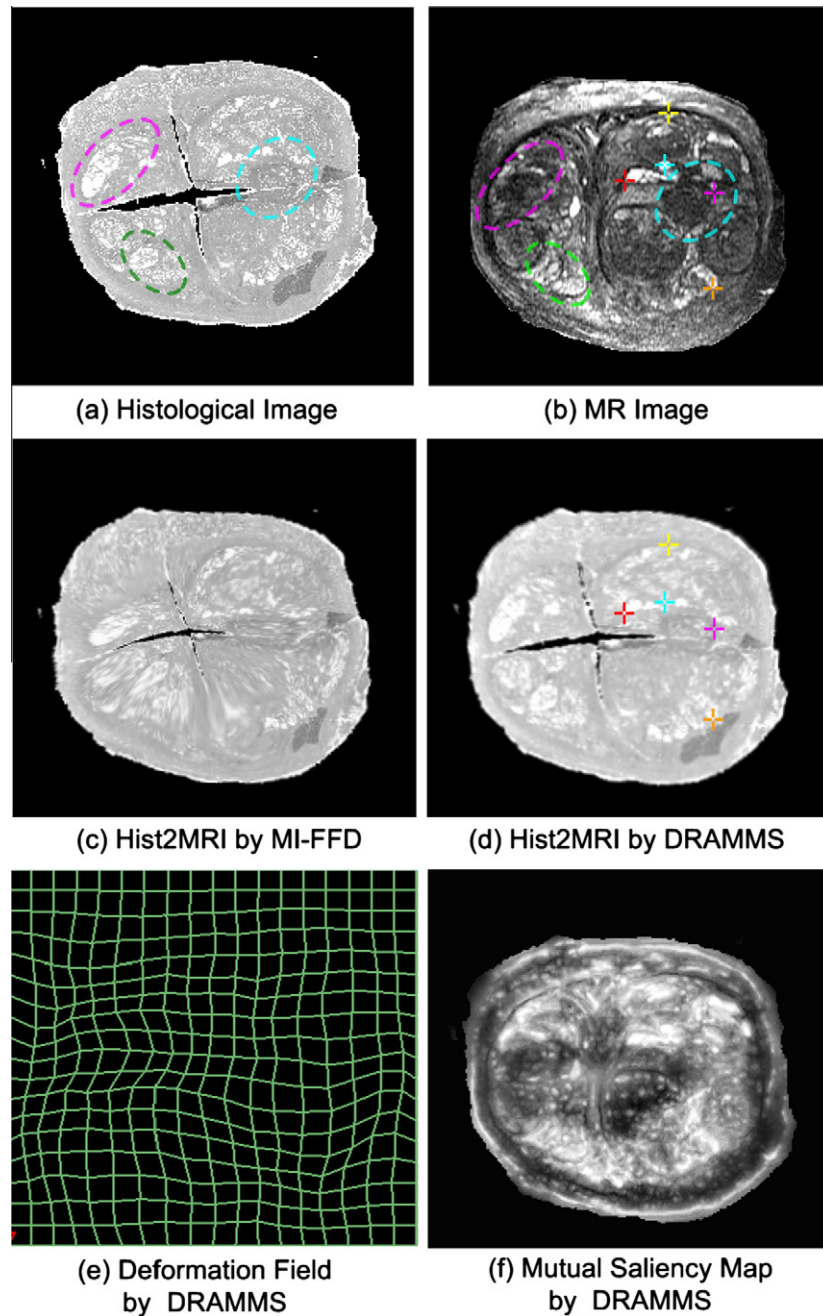 (a) Histological Image
(b) MR Image
(c) Hist2MRI by MI-FFD
(d) Hist2MRI by DRAMMS
(e) Deformation Field
by DRAMMS
(f) Mutual Saliency Map
by DRAMMS